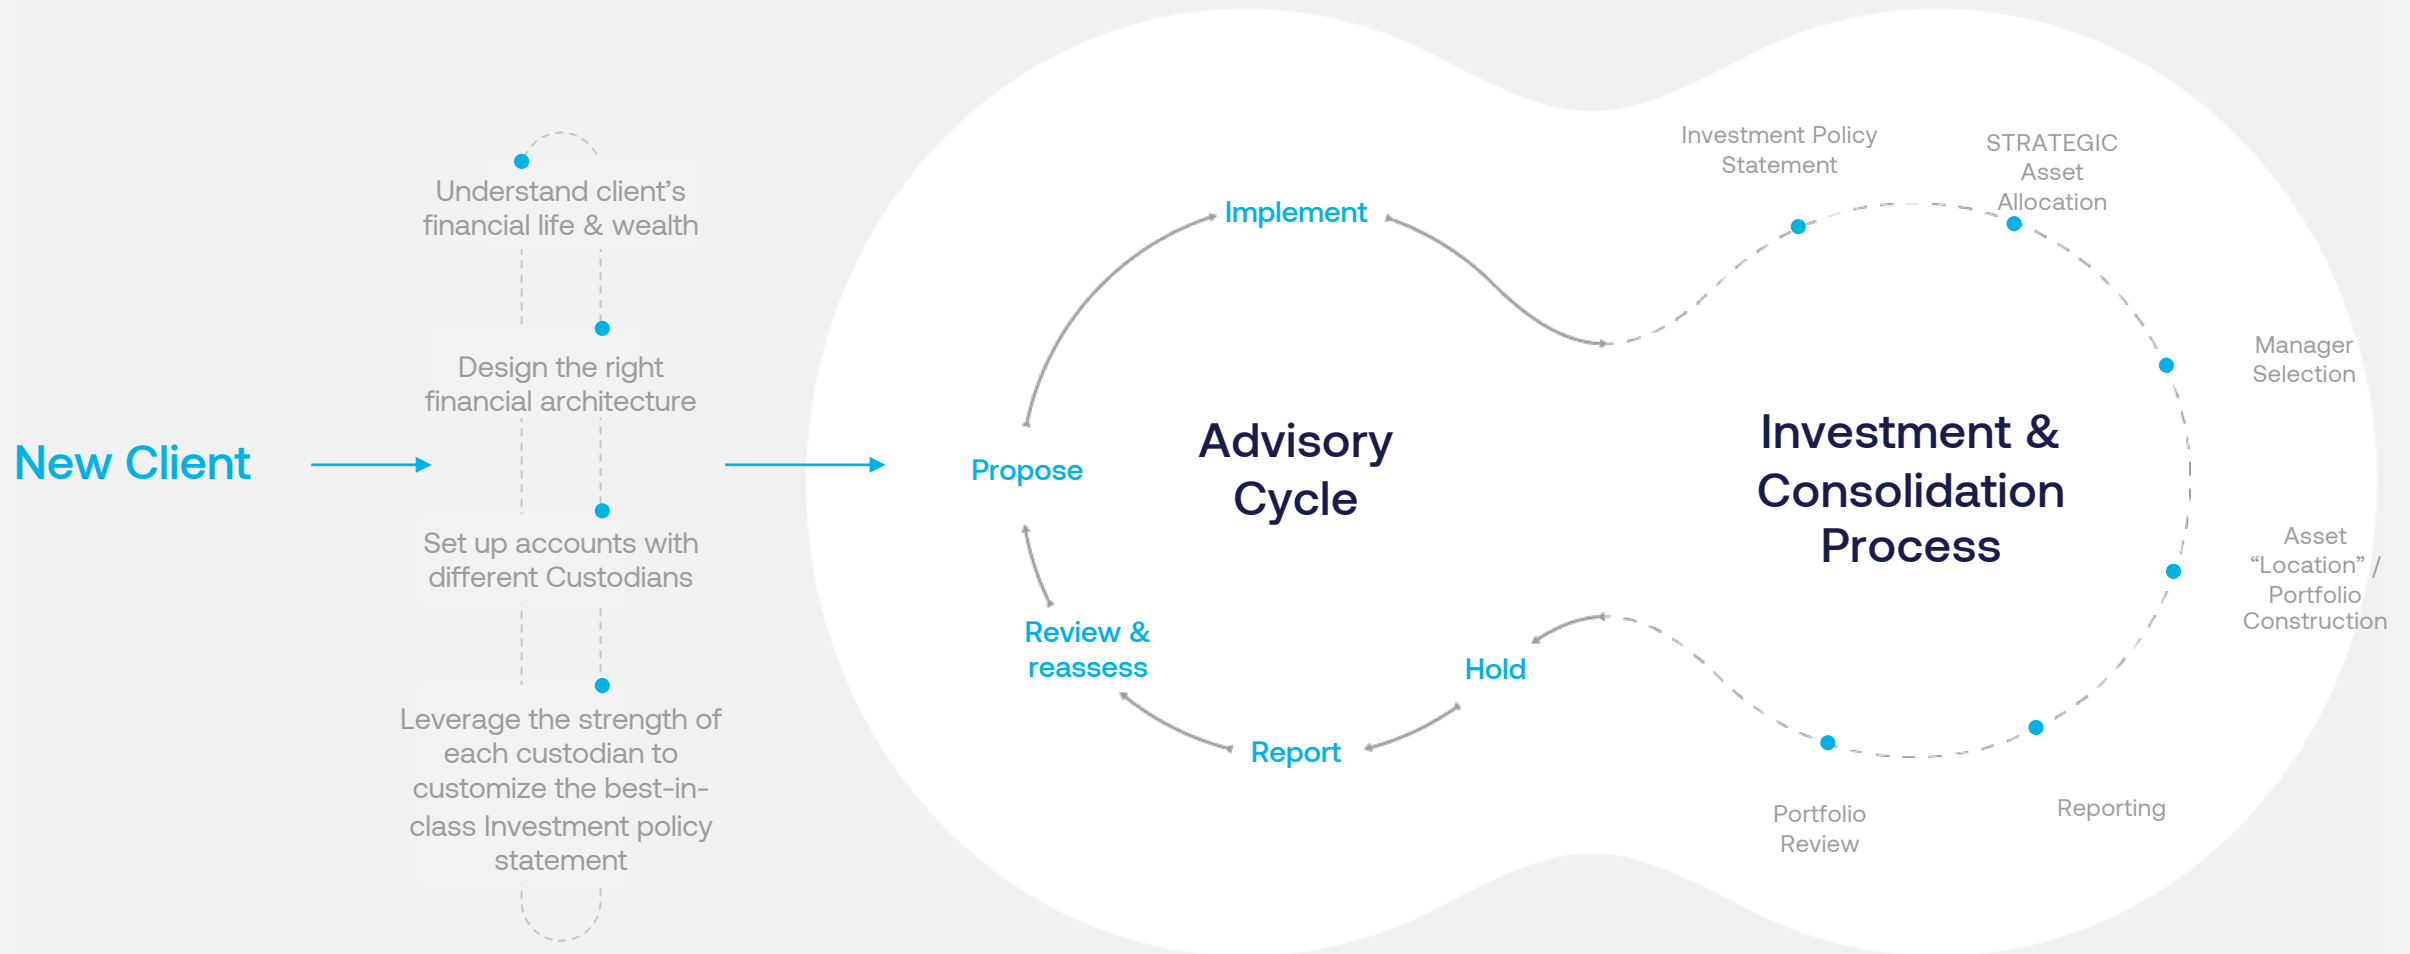 New Client
Understand client's
financial life & wealth
Design the right
financial architecture
Set up accounts with
different Custodians
Leverage the strength of
each custodian to
customize the best-in-
class Investment policy
statement
Advisory
Cycle
Implement
Propose
Review &
reassess
Report
Hold
Investment &
Consolidation
Process
Investment Policy
Statement
STRATEGIC
Asset
Allocation
Manager
Selection
Asset
“Location” /
Portfolio
Construction
Reporting
Portfolio
Review